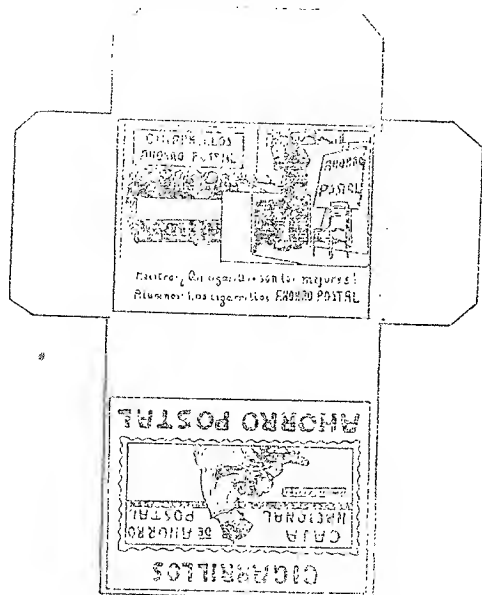 CIGARRILLOS
AHORRO POSTAL
AHORRO
POSTAL
Maestro: ¿Qué cigarrillos son los mejores?
Alumno: Los cigarrillos AHORRO POSTAL
AHORRO POSTAL
CAJA
NACIONAL DE AHORRO
POSTAL
CIGARRILLOS